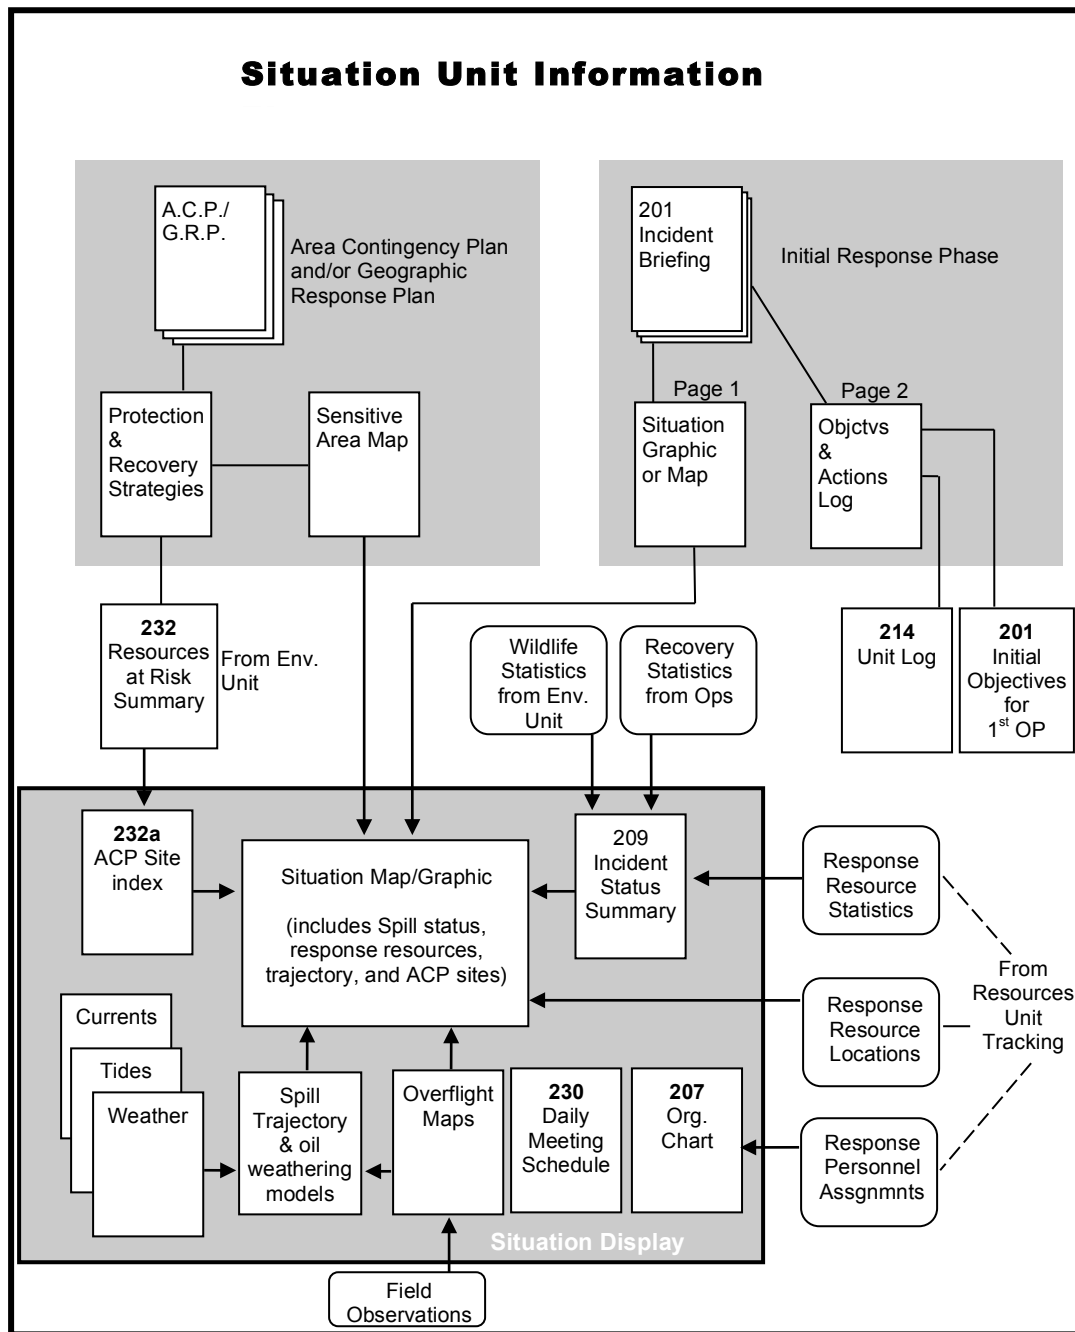 Situation Unit Information
A.C.P./
G.R.P.
Area Contingency Plan
and/or Geographic
Response Plan
201
Incident
Briefing
Initial Response Phase
Page 1
Page 2
Protection
&
Recovery
Strategies
Sensitive
Area Map
Situation
Graphic
or Map
Objctvs
&
Actions
Log
232
Resources
at Risk
Summary
From Env.
Unit
Wildlife
Statistics
from Env.
Unit
Recovery
Statistics
from Ops
214
Unit Log
201
Initial
Objectives
for
1st OP
232a
ACP Site
index
Situation Map/Graphic
(includes Spill status,
response resources,
trajectory, and ACP sites)
209
Incident
Status
Summary
Response
Resource
Statistics
From
Resources
Unit
Tracking
Response
Resource
Locations
Currents
Tides
Weather
Spill
Trajectory
& oil
weathering
models
Overflight
Maps
230
Daily
Meeting
Schedule
207
Org.
Chart
Response
Personnel
Assgnmnts
Situation Display
Field
Observations